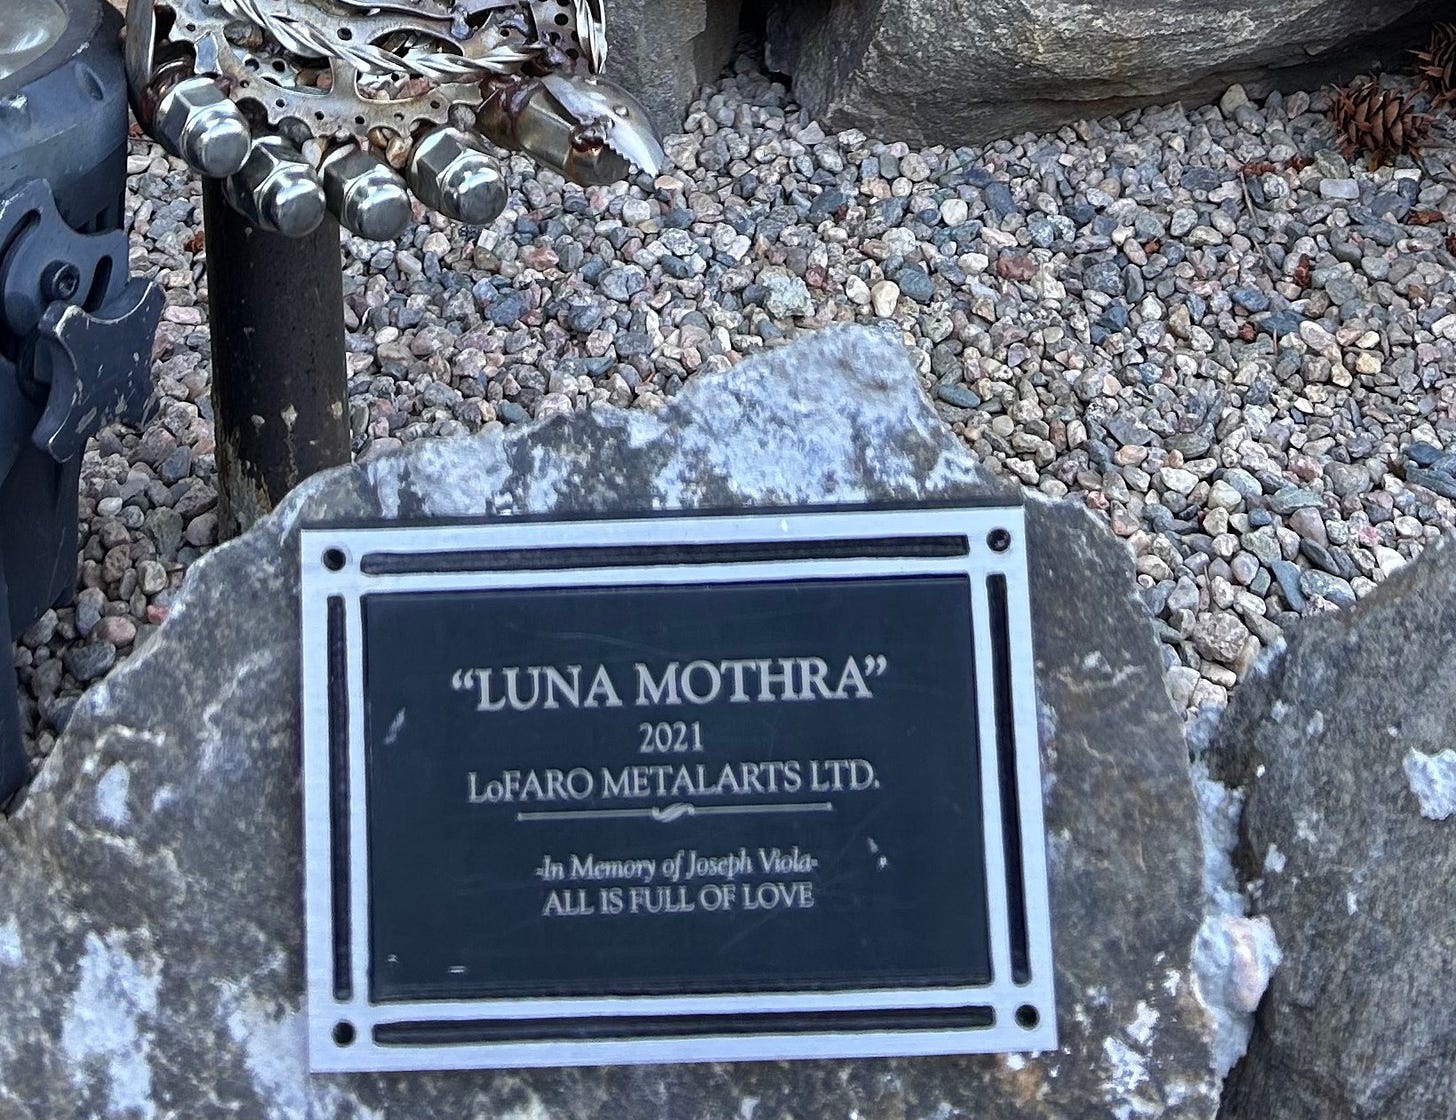 “LUNA MOTHRA”
2021
LoFARO METALARTS LTD.
-In Memory of Joseph Viola-
ALL IS FULL OF LOVE